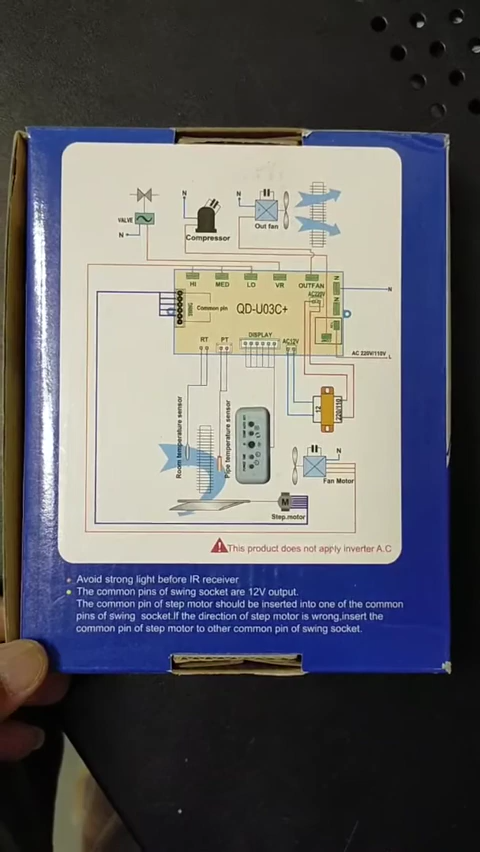 N
N
VALVE
N
Compressor
Out fan
HI MED LO VR OUTFAN
N
AC220V
N
Common pin
QD-U03C+
N
RT PT DISPLAY AC12V
AC 220V/110V L
Room temperature sensor
Pipe temperature sensor
12
220/110
N
Fan Motor
M
Step.motor
This product does not apply inverter A.C
Avoid strong light before IR receiver
The common pins of swing socket are 12V output.
The common pin of step motor should be inserted into one of the common
pins of swing socket.If the direction of step motor is wrong,insert the
common pin of step motor to other common pin of swing socket.